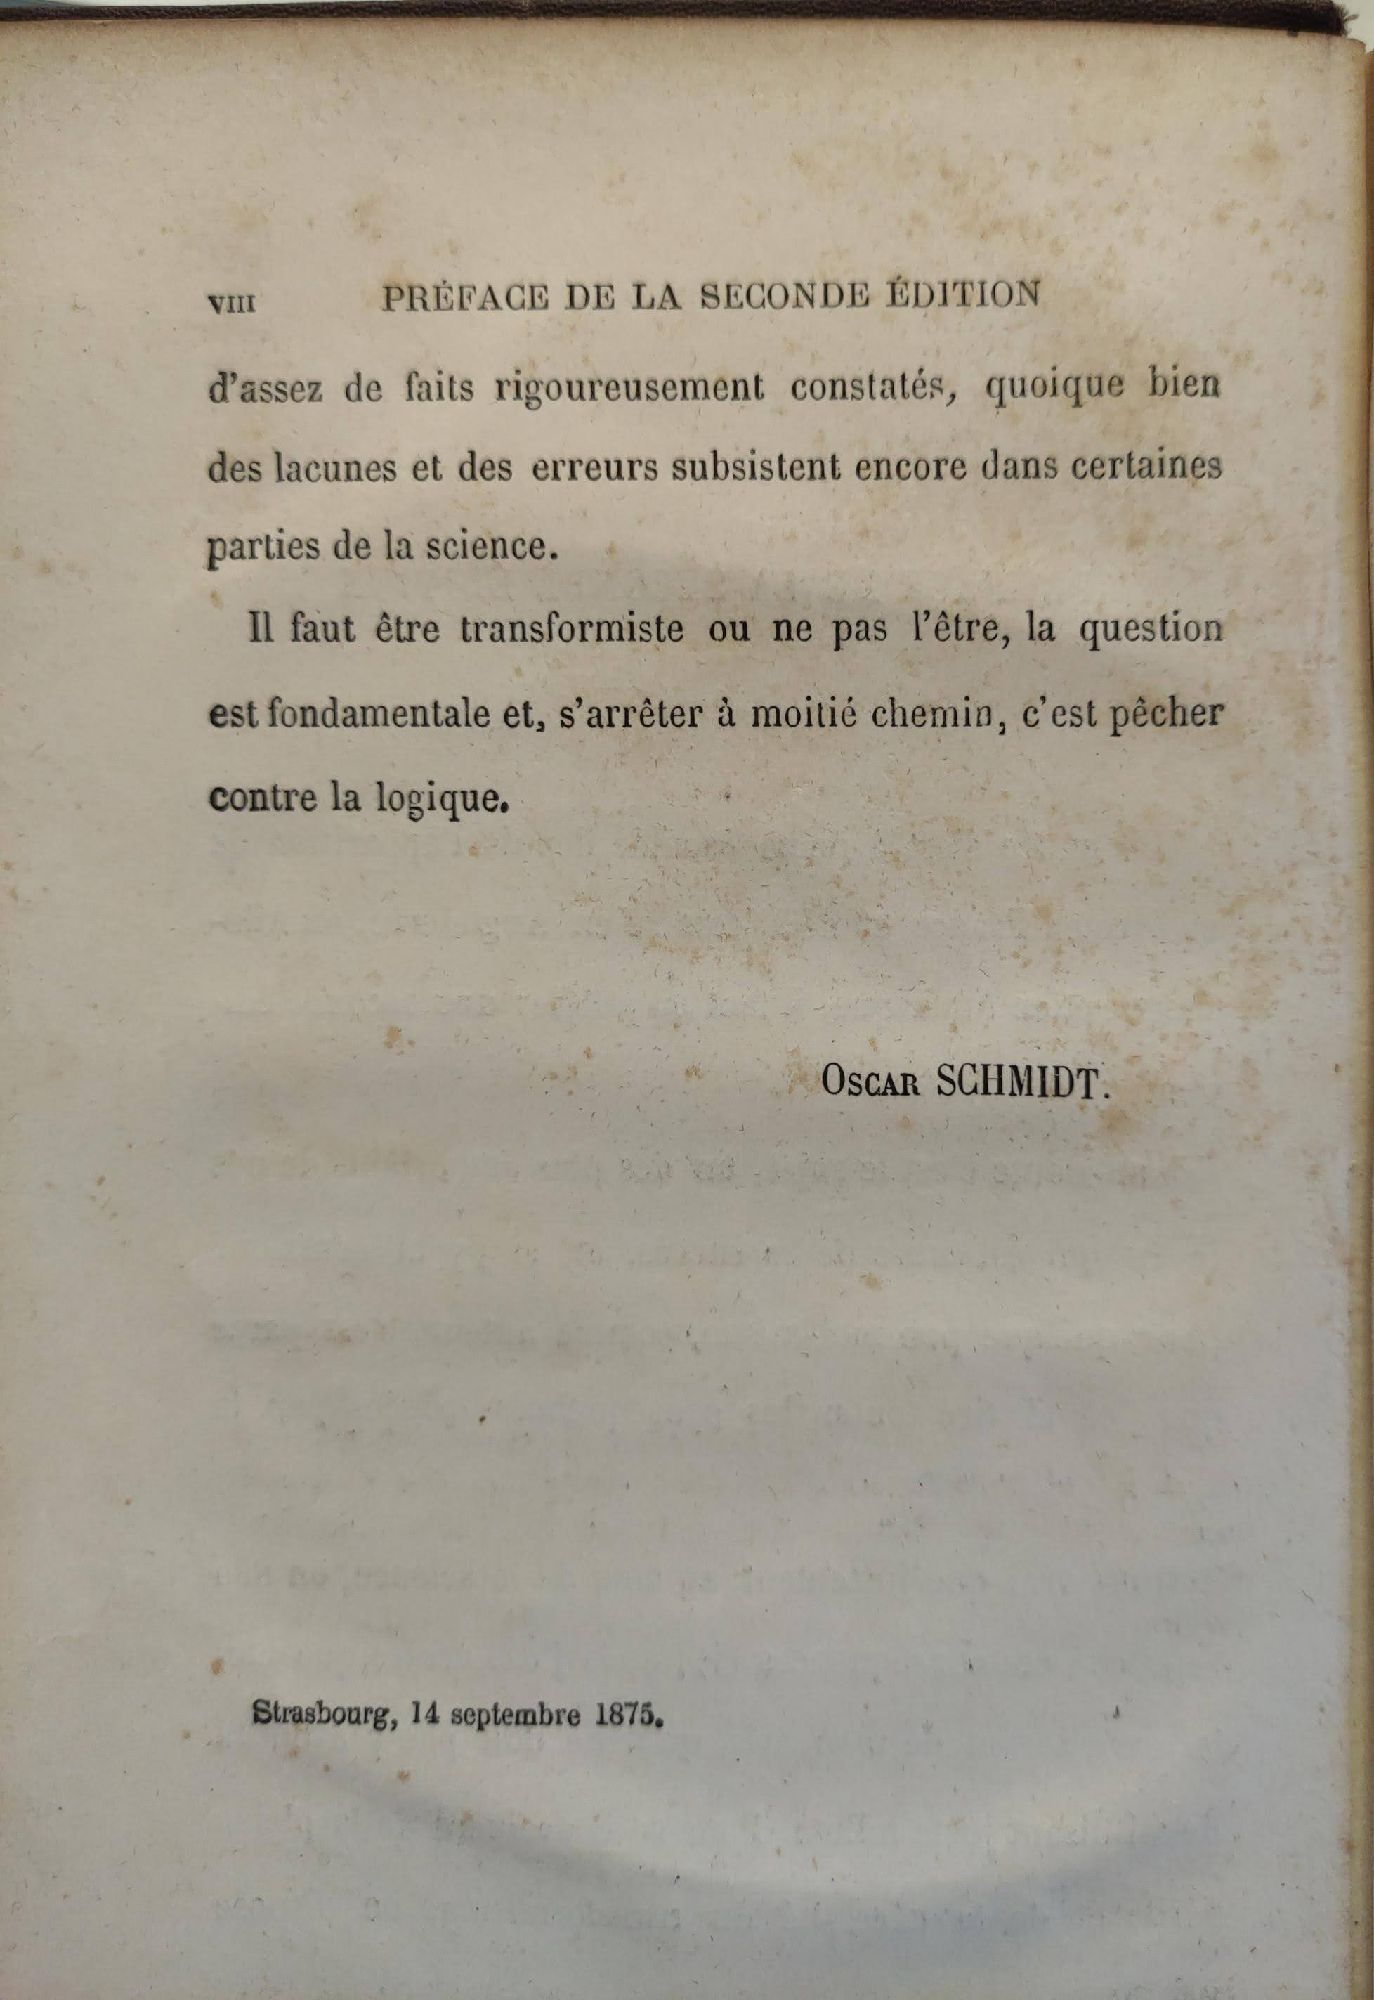 VIII PRÉFACE DE LA SECONDE ÉDITION
d'assez de faits rigoureusement constatés, quoique bien
des lacunes et des erreurs subsistent encore dans certaines
parties de la science.
Il faut être transformiste ou ne pas l'être, la question
est fondamentale et, s'arrêter à moitié chemin, c'est pêcher
contre la logique.
OSCAR SCHMIDT.
Strasbourg, 14 septembre 1875.